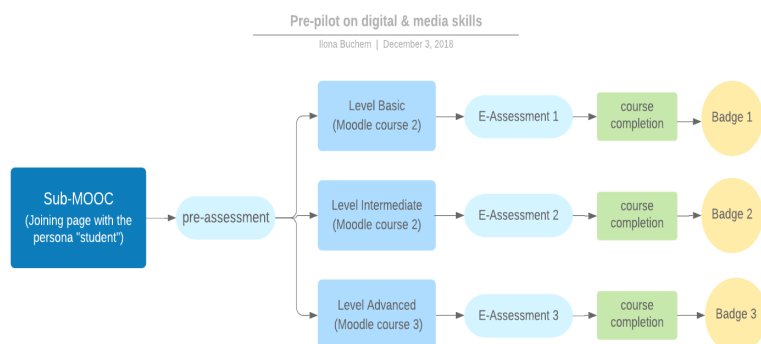 Pre-pilot on digital & media skills
Ilona Buchem | December 3, 2018
Sub-MOOC
(Joining page with the
persona "student")
pre-assessment
Level Basic
(Moodle course 2)
E-Assessment 1
course
completion
Badge 1
Level Intermediate
(Moodle course 2)
E-Assessment 2
course
completion
Badge 2
Level Advanced
(Moodle course 3)
E-Assessment 3
course
completion
Badge 3